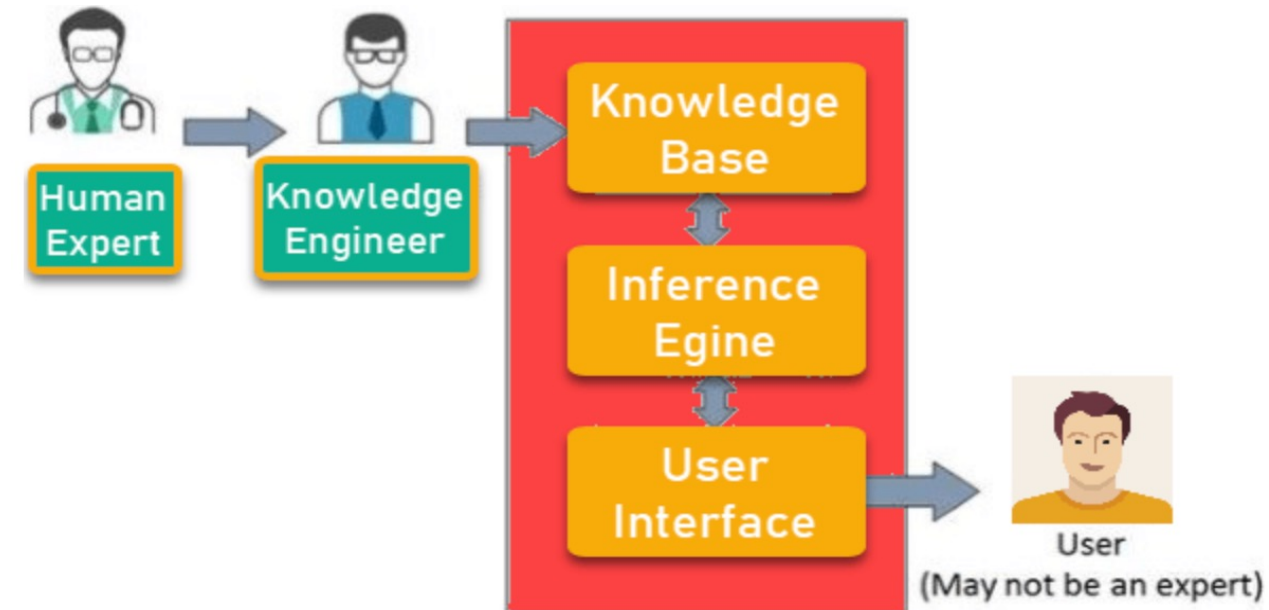 Human
Expert
Knowledge
Engineer
Knowledge
Base
Inference
Egine
User
Interface
User
(May not be an expert)